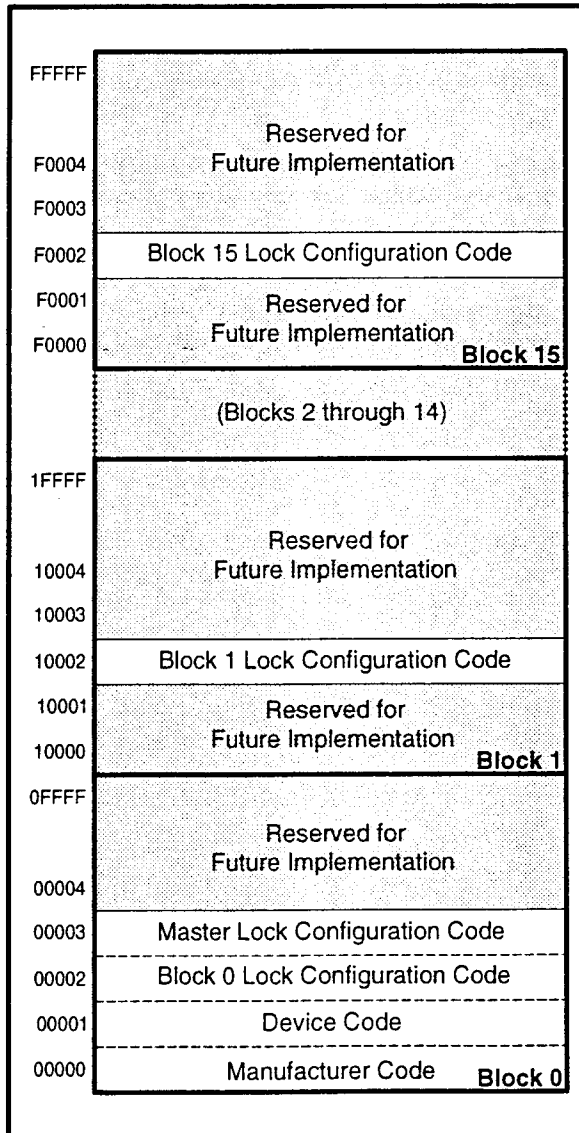 FFFFF
Reserved for
Future Implementation
F0004
F0003
F0002 Block 15 Lock Configuration Code
F0001 Reserved for
Future Implementation
F0000 Block 15
(Blocks 2 through 14)
1FFFF
Reserved for
Future Implementation
10004
10003
10002 Block 1 Lock Configuration Code
10001 Reserved for
Future Implementation
10000 Block 1
0FFFF
Reserved for
Future Implementation
00004
00003 Master Lock Configuration Code
00002 Block 0 Lock Configuration Code
00001 Device Code
00000 Manufacturer Code Block 0